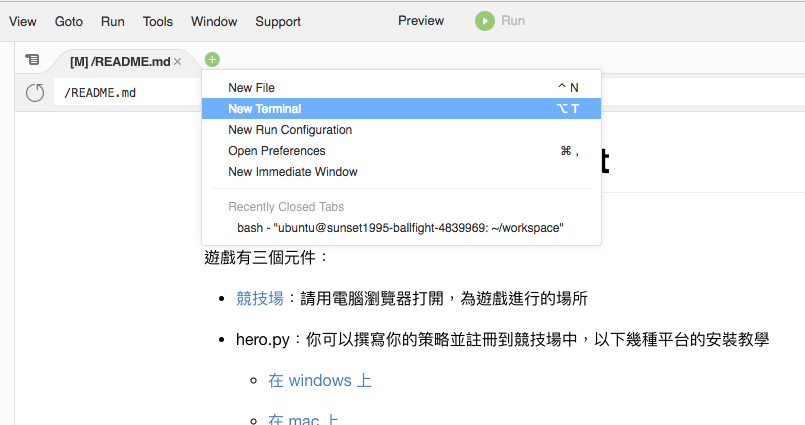 View Goto Run Tools Window Support Preview Run
[M] /README.md ×
/README.md
New File ^ N
New Terminal ⌥ T
New Run Configuration
Open Preferences ⌘ ,
New Immediate Window
Recently Closed Tabs
bash - "ubuntu@sunset1995-ballfight-4839969: ~/workspace"
t
遊戲有三個元件：
• 競技場：請用電腦瀏覽器打開，為遊戲進行的場所
• hero.py：你可以撰寫你的策略並註冊到競技場中，以下幾種平台的安裝教學
○ 在 windows 上
○ 在 mac 上